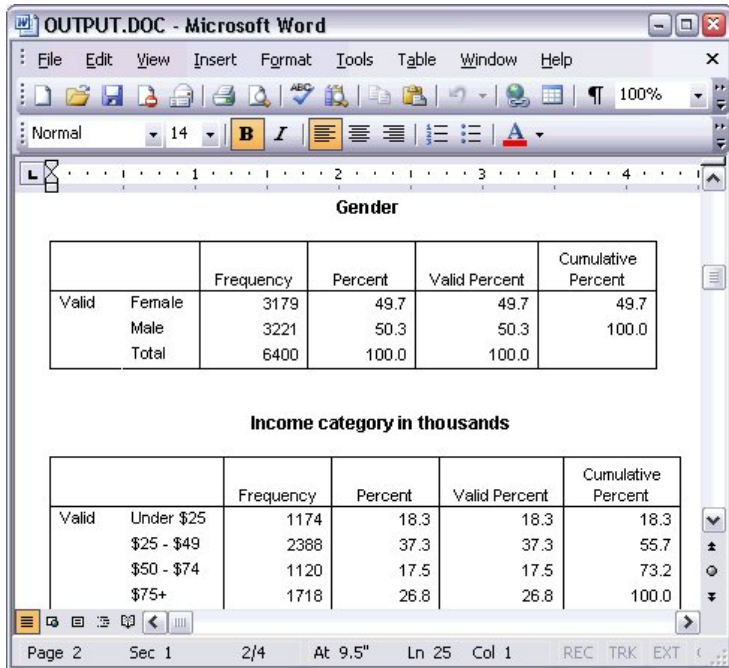 OUTPUT.DOC - Microsoft Word
File Edit View Insert Format Tools Table Window Help
100%
Normal 14 B I A
1 2 3 4
Gender
Frequency Percent Valid Percent Cumulative Percent
Valid Female 3179 49.7 49.7 49.7
Male 3221 50.3 50.3 100.0
Total 6400 100.0 100.0
Income category in thousands
Frequency Percent Valid Percent Cumulative Percent
Valid Under $25 1174 18.3 18.3 18.3
$25 - $49 2388 37.3 37.3 55.7
$50 - $74 1120 17.5 17.5 73.2
$75+ 1718 26.8 26.8 100.0
Page 2 Sec 1 2/4 At 9.5" Ln 25 Col 1 REC TRK EXT